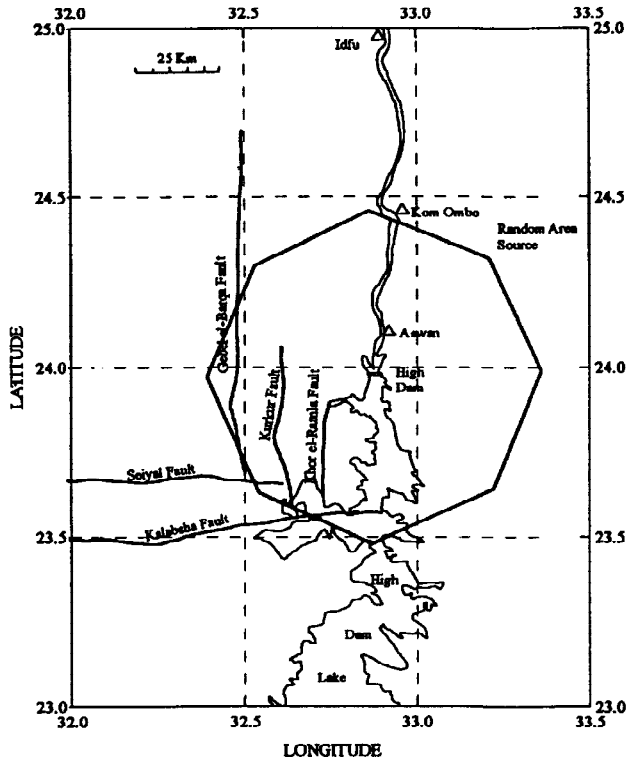 32.0 32.5 33.0 33.5
25.0 25.0
Idfu
25 Km
24.5 24.5
Kom Ombo
Random Area
Source
Gebel el-Barqa Fault
Aswan
24.0 24.0
High
Dam
Kurkur Fault
Khor el-Ramla Fault
LATITUDE
Soiyal Fault
Kalabsha Fault
23.5 23.5
High
Dam
Lake
23.0 23.0
32.0 32.5 33.0 33.5
LONGITUDE